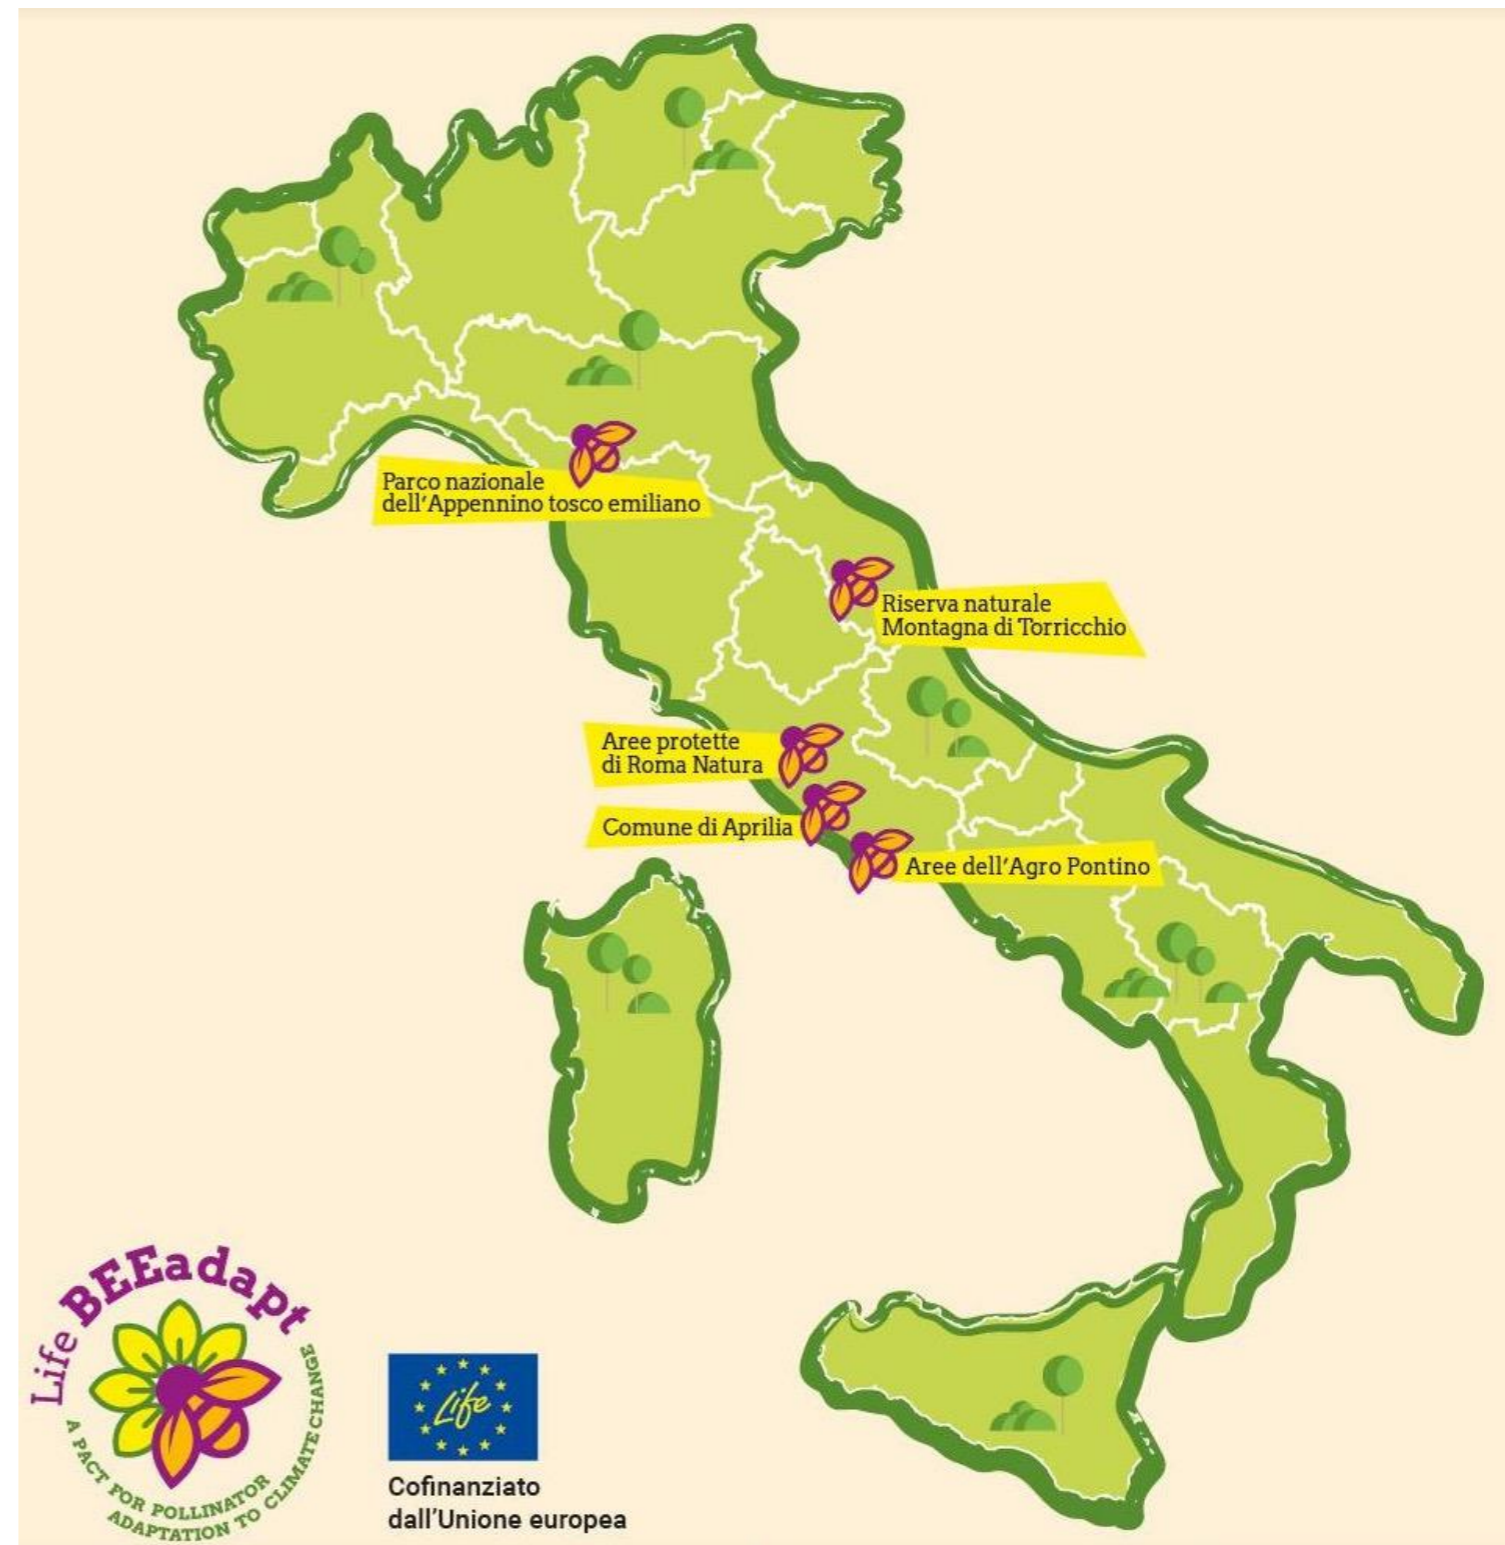 Parco nazionale
dell'Appennino tosco emiliano
Riserva naturale
Montagna di Torricchio
Aree protette
di Roma Natura
Comune di Aprilia
Aree dell'Agro Pontino
Life BEEadapt
A PACT FOR POLLINATOR
ADAPTATION TO CLIMATE CHANGE
Life
Cofinanziato
dall'Unione europea